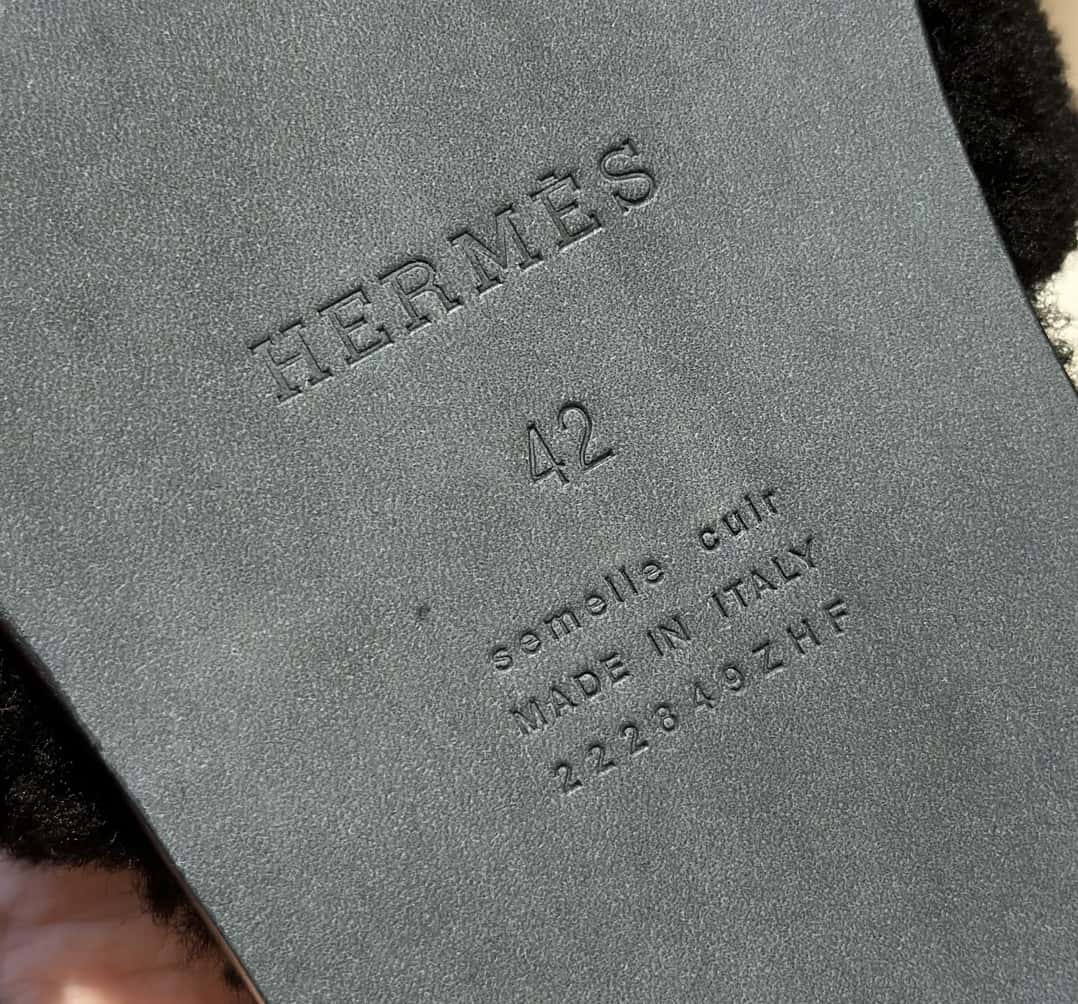 HERMÈS
42
semelle cuir
MADE IN ITALY
222849ZHF